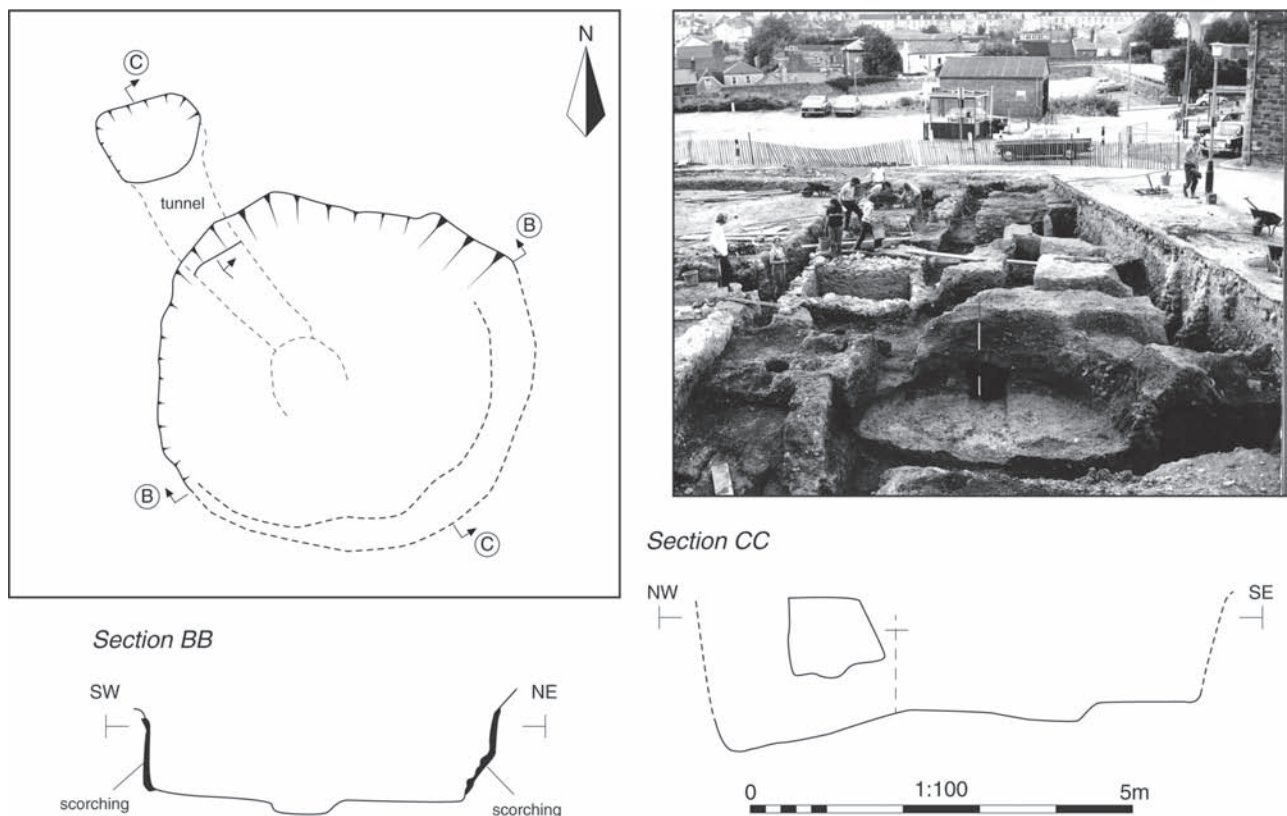 N
C
tunnel
B
B
C
Section BB
SW
NE
scorching
scorching
Section CC
NW
SE
0
1:100
5m